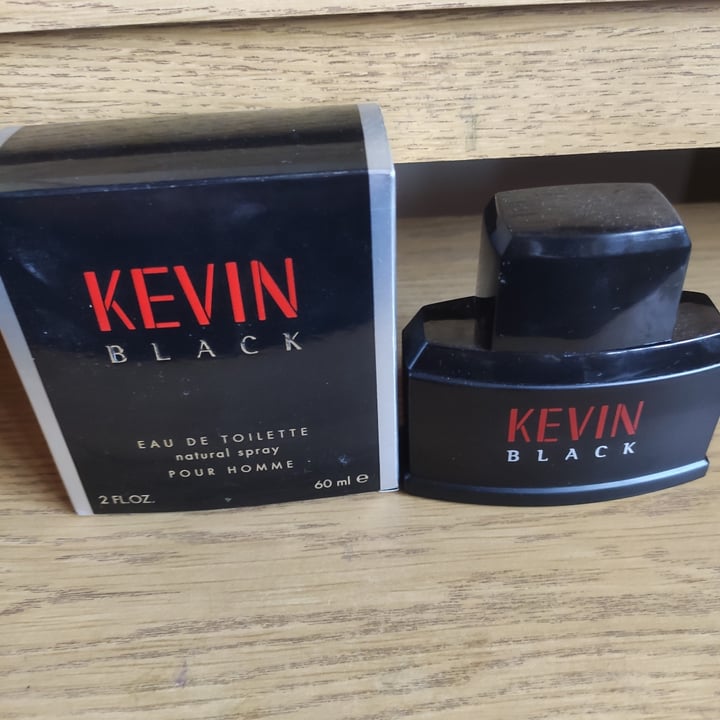 KEVIN
BLACK
EAU DE TOILETTE
natural spray
POUR HOMME
2 FL.OZ.
60 ml ℮
KEVIN
BLACK